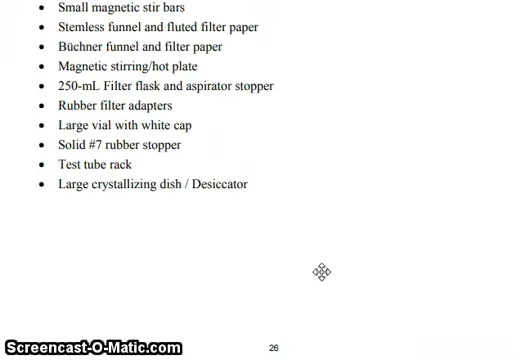 • Small magnetic stir bars
• Stemless funnel and fluted filter paper
• Büchner funnel and filter paper
• Magnetic stirring/hot plate
• 250-mL Filter flask and aspirator stopper
• Rubber filter adapters
• Large vial with white cap
• Solid #7 rubber stopper
• Test tube rack
• Large crystallizing dish / Desiccator
Screencast-O-Matic.com
26